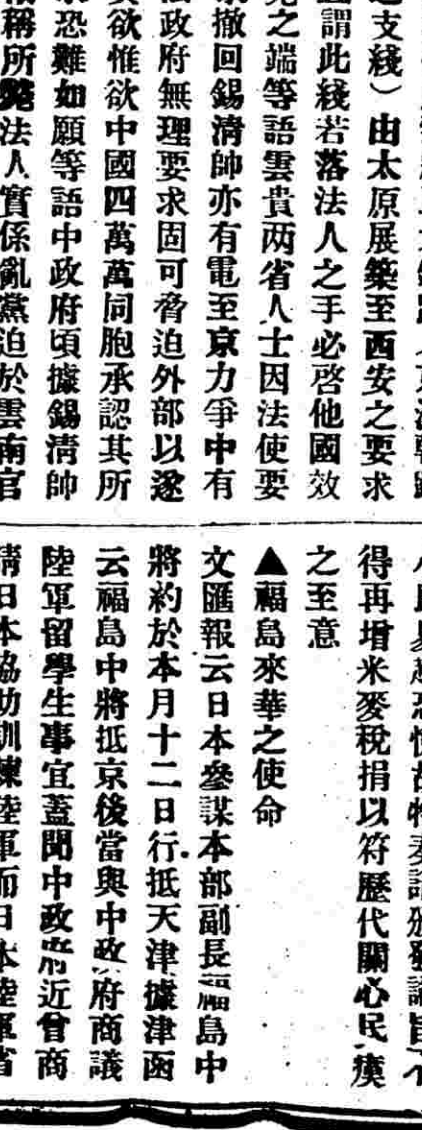 支綫）由太原展築至西安之要求
謂此綫若落法人之手必啓他國效
之端等語雲貴两省人士因法使要
撤回錫清帥亦有電至京力爭中有
政府無理要求固可脅迫外部以遂
欲惟欲中國四萬萬同胞承認其所
恐難如願等語中政府頃據錫清帥
稱所斃法人實係亂黨迫於雲南官
得再增米麥稅捐以符歷代關心民瘼
之至意
▲福島來華之使命
文匯報云日本參謀本部副長福島中
將約於本月十二日行抵天津據津函
云福島中將抵京後當與中政府商議
陸軍留學生事宜蓋聞中政府近曾商
請日本協助訓練陸軍而日本陸軍省